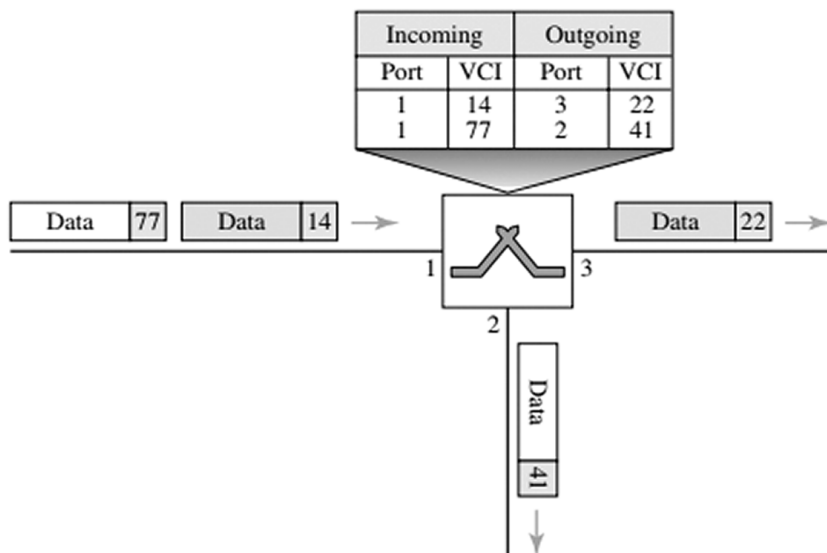 Incoming Outgoing
Port VCI Port VCI
1 14 3 22
1 77 2 41
Data 77 Data 14 Data 22
1 3
2
Data 41